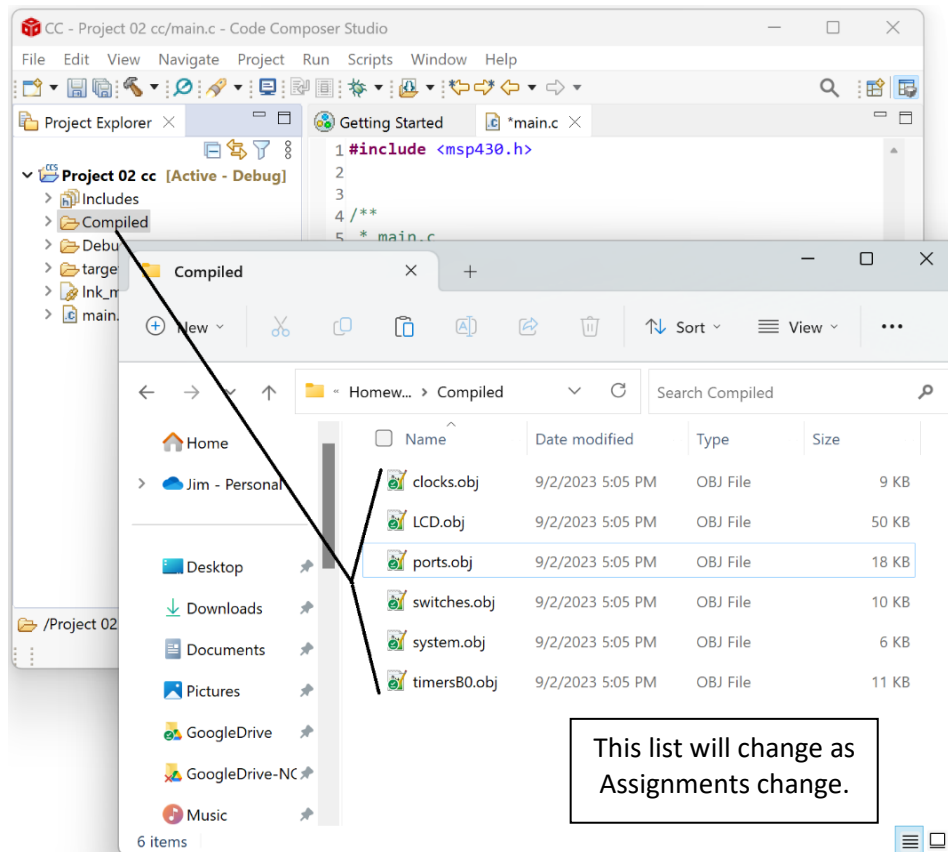 CC - Project 02 cc/main.c - Code Composer Studio
File Edit View Navigate Project Run Scripts Window Help
Project Explorer
Getting Started
*main.c
Project 02 cc [Active - Debug]
Includes
Compiled
Debu
targe
lnk_m
main.
1 #include <msp430.h>
2
3
4 /**
5 * main.c
/Project 02
Compiled
New
Sort
View
Homew... > Compiled
Search Compiled
Home
Jim - Personal
Desktop
Downloads
Documents
Pictures
GoogleDrive
GoogleDrive-NC
Music
6 items
Name Date modified Type Size
clocks.obj 9/2/2023 5:05 PM OBJ File 9 KB
LCD.obj 9/2/2023 5:05 PM OBJ File 50 KB
ports.obj 9/2/2023 5:05 PM OBJ File 18 KB
switches.obj 9/2/2023 5:05 PM OBJ File 10 KB
system.obj 9/2/2023 5:05 PM OBJ File 6 KB
timersB0.obj 9/2/2023 5:05 PM OBJ File 11 KB
This list will change as
Assignments change.